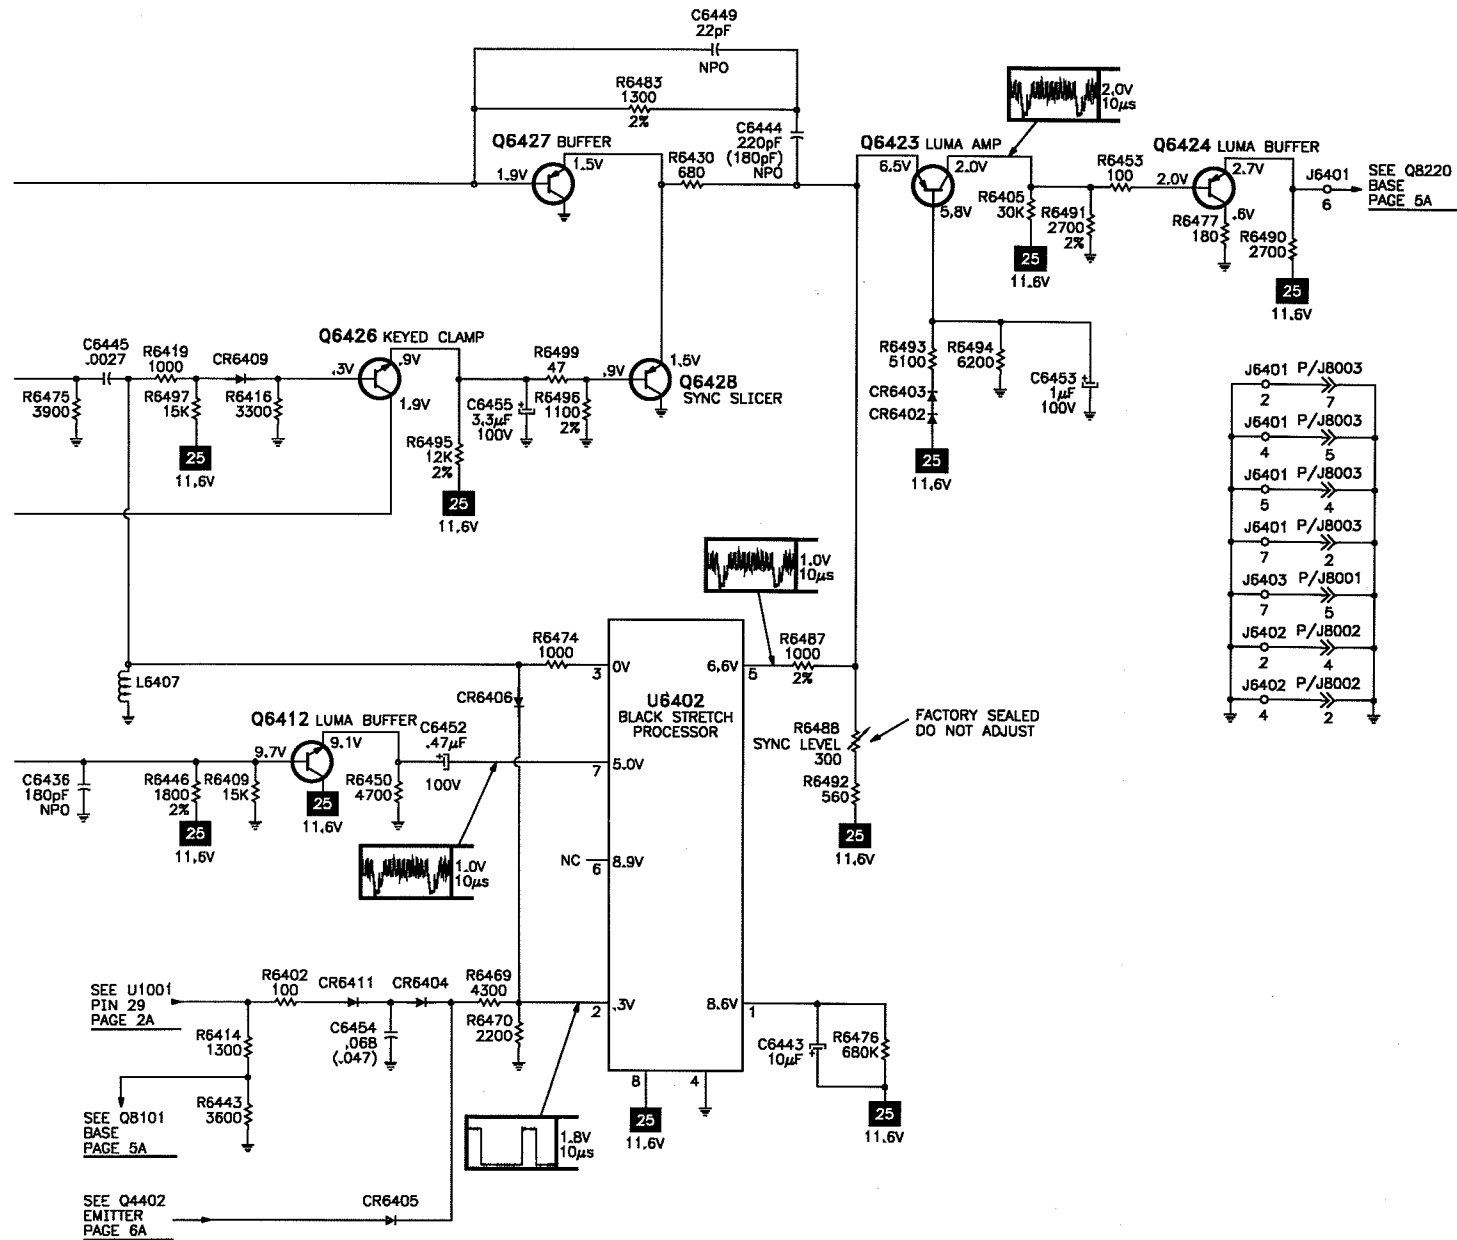 C6449
22pF
NPO
R6483
1300
2%
Q6427 BUFFER
1.5V
1.9V
C6444
220pF
(180pF)
NPO
R6430
680
Q6423 LUMA AMP
6.5V
2.0V
5.8V
2.0V
10µs
R6405
30K
25
11.6V
R6491
2700
2%
R6453
100
Q6424 LUMA BUFFER
2.0V
2.7V
.6V
R6477
180
R6490
2700
25
11.6V
J6401
6
SEE Q8220
BASE
PAGE 5A
C6445
.0027
R6475
3900
R6419
1000
R6497
15K
25
11.6V
CR6409
R6416
3300
Q6426 KEYED CLAMP
.3V
.9V
1.9V
R6495
12K
2%
25
11.6V
C6455
3.3µF
100V
R6499
47
R6496
1100
2%
.9V
1.5V
Q6428
SYNC SLICER
R6493
5100
CR6403
CR6402
25
11.6V
R6494
6200
C6453
+
1µF
100V
J6401 P/J8003
2 7
J6401 P/J8003
4 5
J6401 P/J8003
5 4
J6401 P/J8003
7 2
J6403 P/J8001
7 5
J6402 P/J8002
2 4
J6402 P/J8002
4 2
1.0V
10µs
L6407
R6474
1000
CR6406
3 0V
U6402
BLACK STRETCH
PROCESSOR
6.6V 5
R6487
1000
2%
R6488
SYNC LEVEL
300
FACTORY SEALED
DO NOT ADJUST
R6492
560
25
11.6V
Q6412 LUMA BUFFER
9.7V
9.1V
25
11.6V
C6436
180pF
NPO
R6446
1800
2%
25
11.6V
R6409
15K
R6450
4700
C6452
.47µF
+
100V
7 5.0V
1.0V
10µs
NC
6 8.9V
SEE U1001
PIN 29
PAGE 2A
R6402
100
CR6411
CR6404
R6469
4300
R6470
2200
2 .3V
8.6V 1
R6414
1300
C6454
.068
(.047)
SEE Q8101
BASE
PAGE 5A
R6443
3600
1.8V
10µs
8
25
11.6V
4
C6443
10µF
+
R6476
680K
25
11.6V
SEE Q4402
EMITTER
PAGE 6A
CR6405